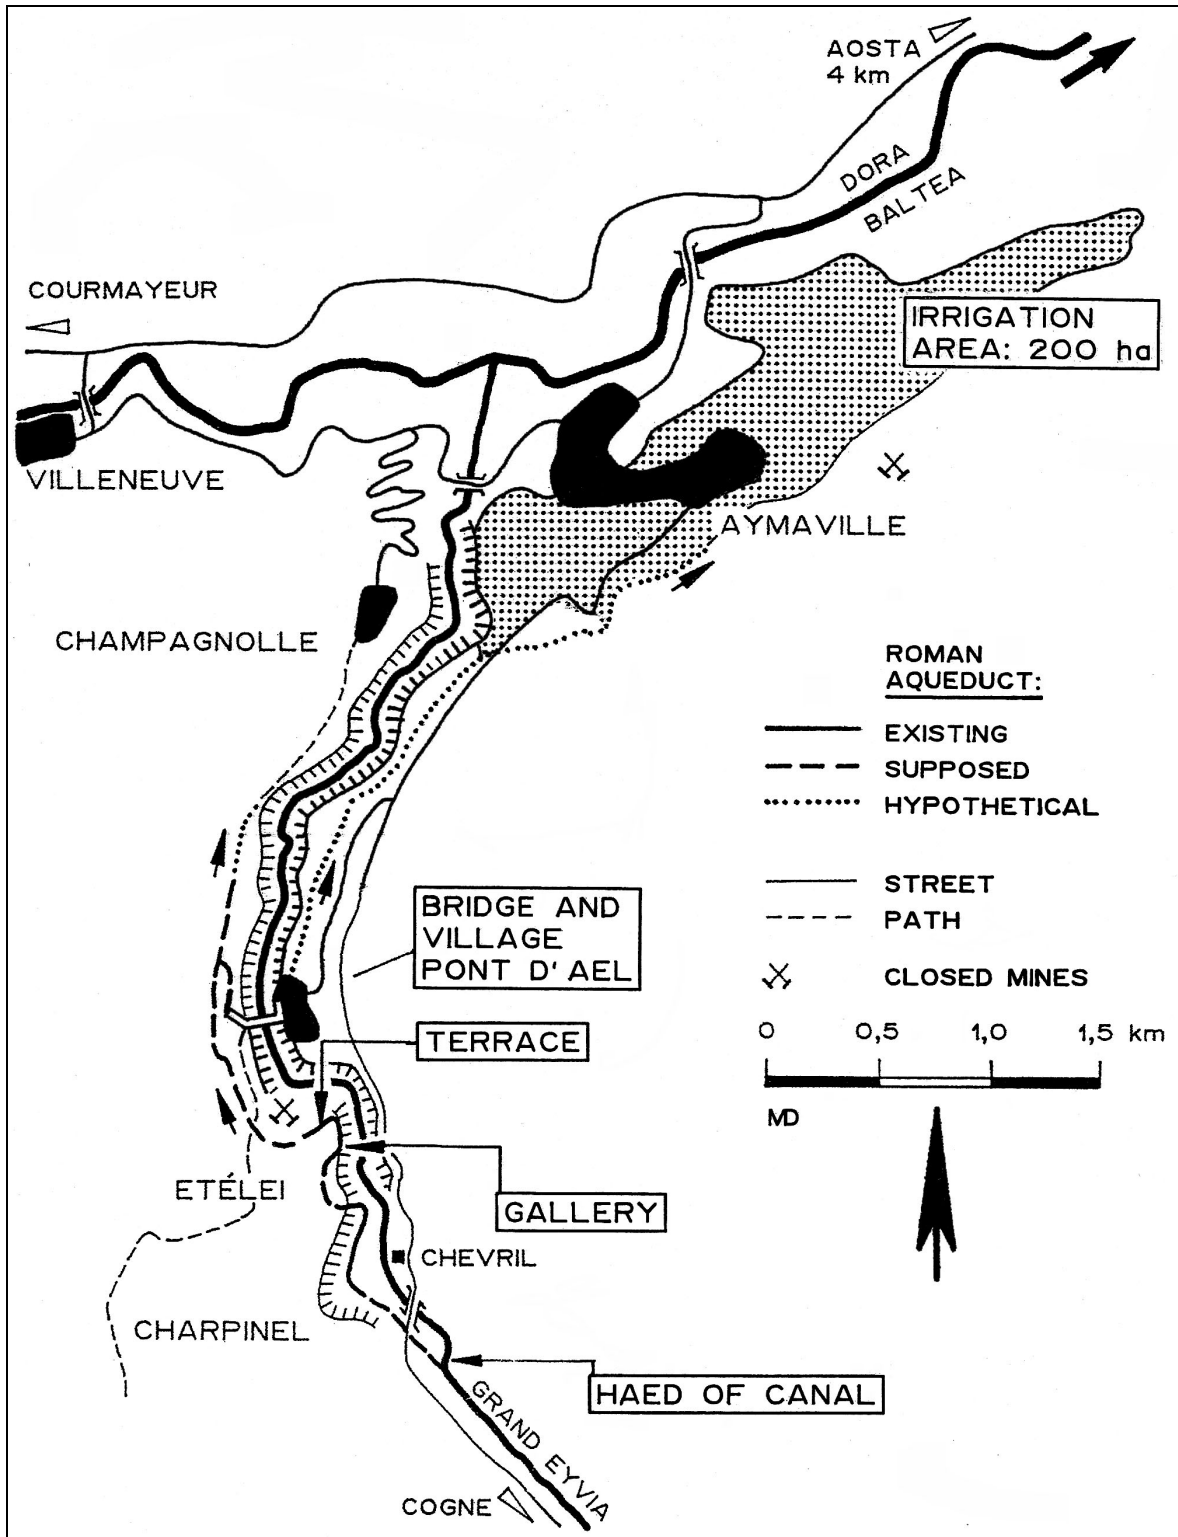 AOSTA
4 km
DORA
BALTEA
COURMAYEUR
IRRIGATION
AREA: 200 ha
VILLENEUVE
AYMAVILLE
CHAMPAGNOLLE
ROMAN
AQUEDUCT:
EXISTING
SUPPOSED
HYPOTHETICAL
STREET
PATH
CLOSED MINES
BRIDGE AND
VILLAGE
PONT D'AEL
0 0,5 1,0 1,5 km
TERRACE
MD
ETÉLEI
GALLERY
CHEVRIL
CHARPINEL
HAED OF CANAL
GRAND EYVIA
COGNE